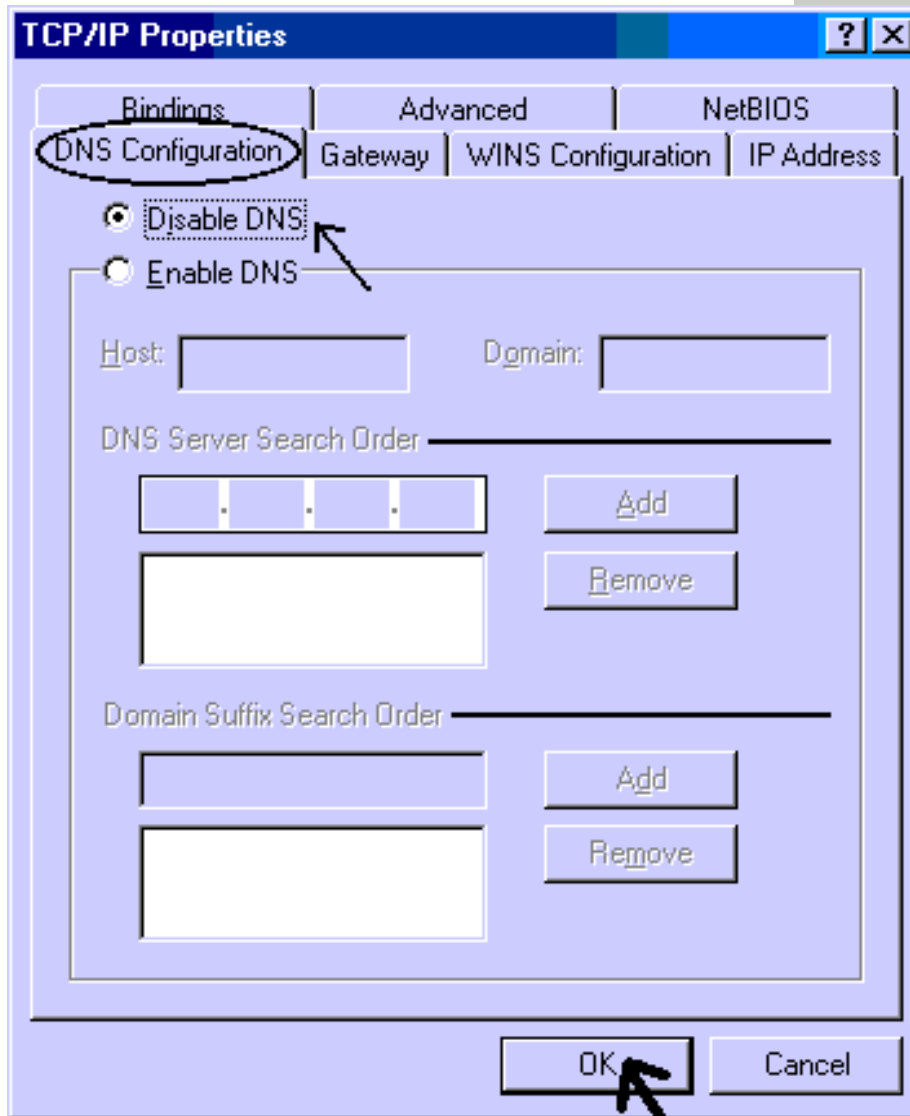 TCP/IP Properties
?
Bindings
Advanced
NetBIOS
DNS Configuration
Gateway
WINS Configuration
IP Address
Disable DNS
Enable DNS
Host:
Domain:
DNS Server Search Order
. . .
Add
Remove
Domain Suffix Search Order
Add
Remove
OK
Cancel